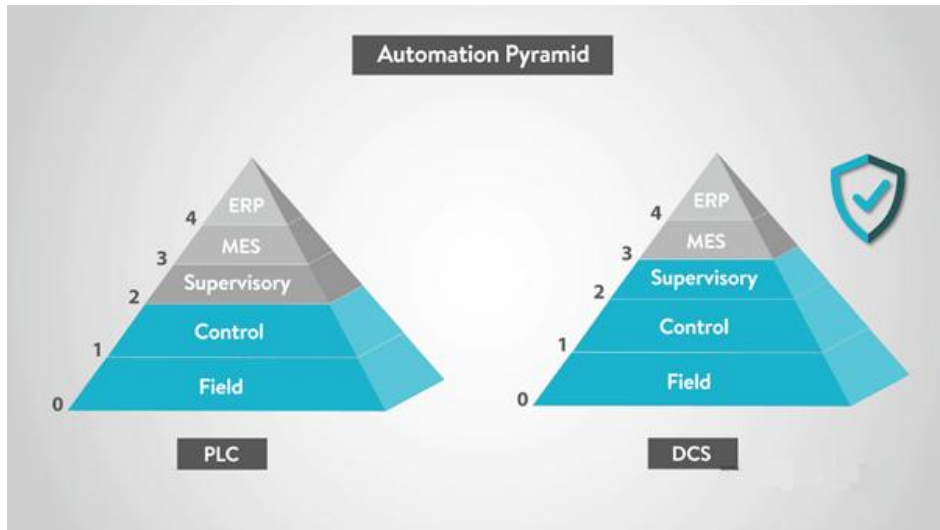 Automation Pyramid
4 ERP
3 MES
2 Supervisory
1 Control
0 Field
PLC
4 ERP
3 MES
2 Supervisory
1 Control
0 Field
DCS